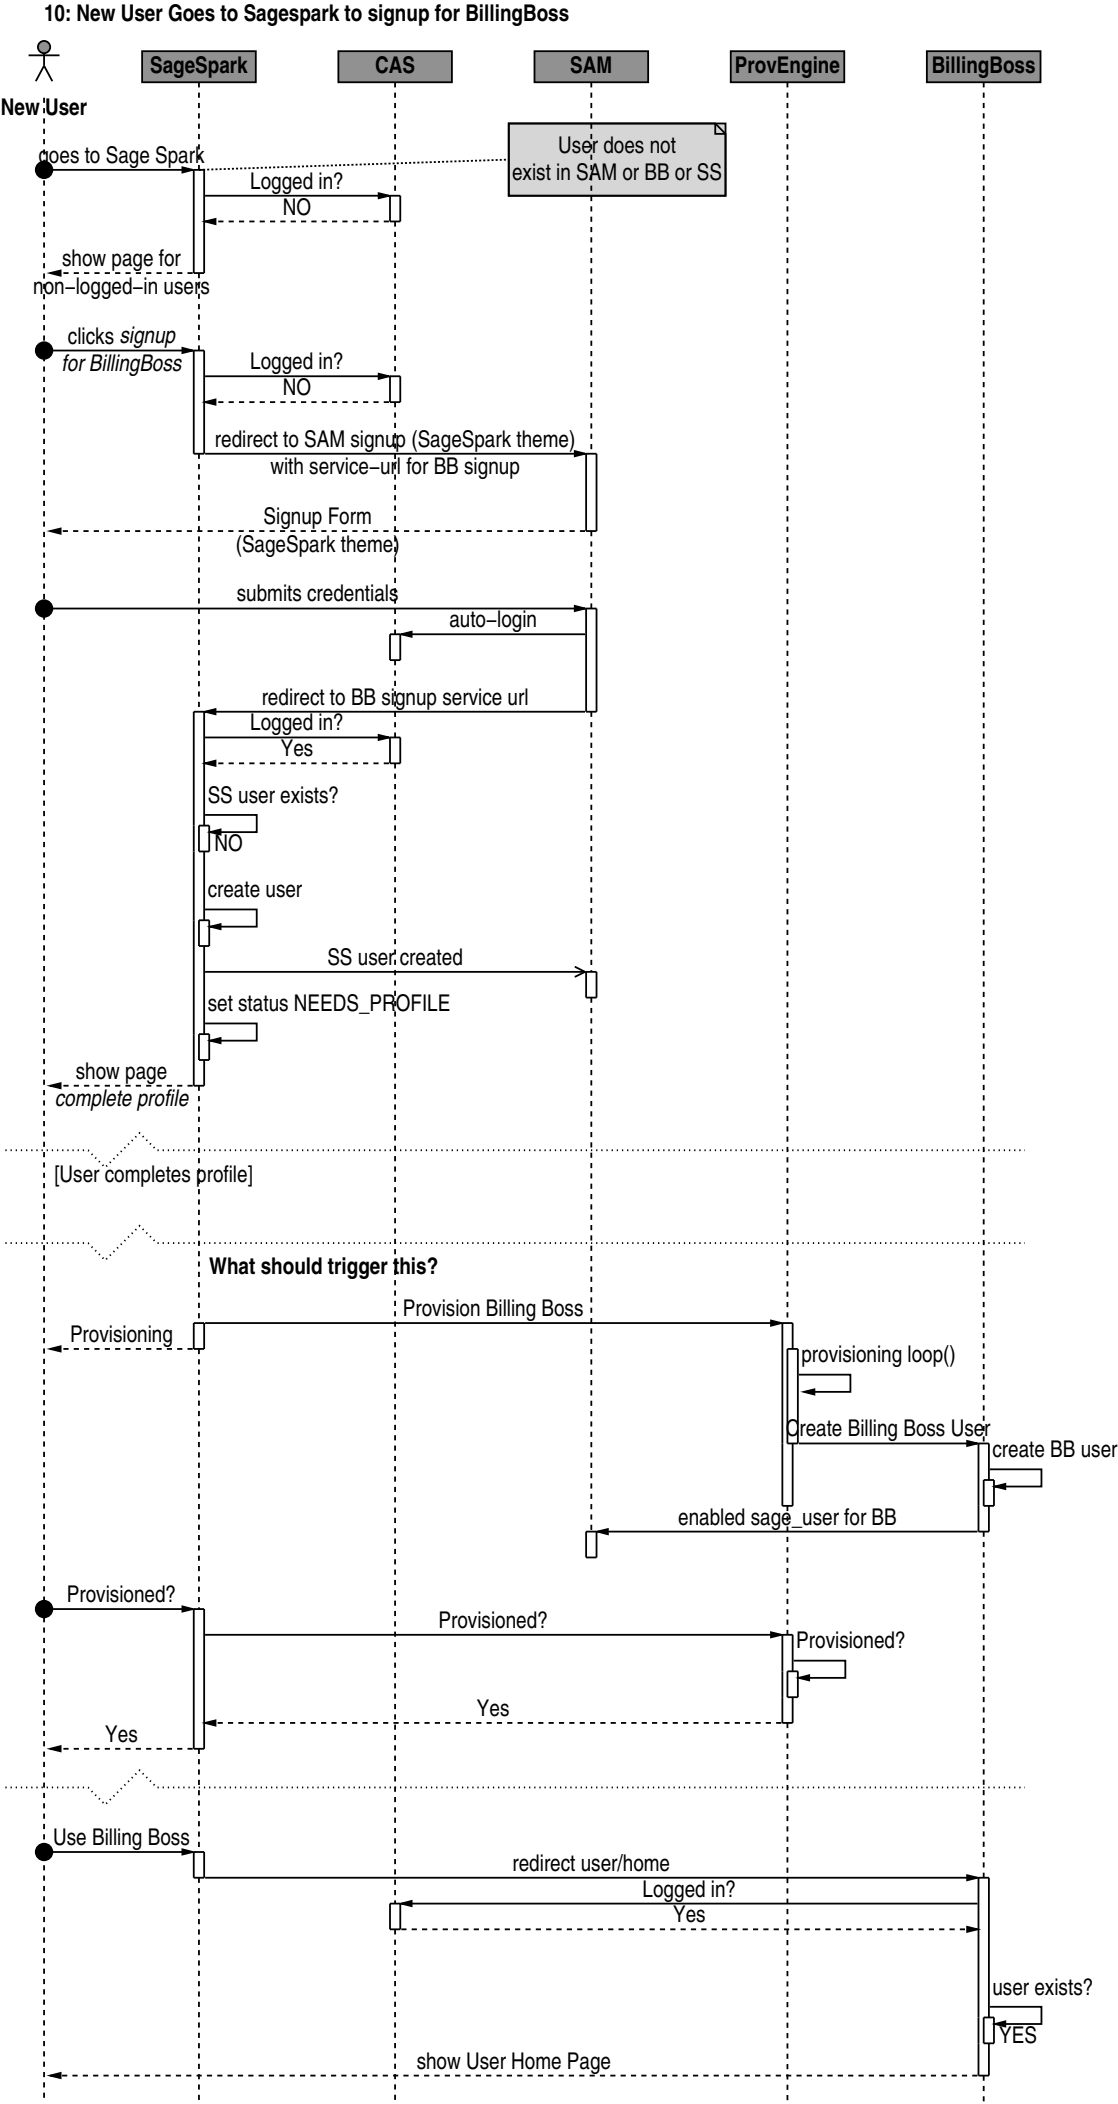 10: New User Goes to Sagespark to signup for BillingBoss
SageSpark
CAS
SAM
ProvEngine
BillingBoss
New User
User does not
exist in SAM or BB or SS
goes to Sage Spark
Logged in?
NO
show page for
non−logged−in users
clicks signup
for BillingBoss
Logged in?
NO
redirect to SAM signup (SageSpark theme)
with service−url for BB signup
Signup Form
(SageSpark theme)
submits credentials
auto−login
redirect to BB signup service url
Logged in?
Yes
SS user exists?
NO
create user
SS user created
set status NEEDS_PROFILE
show page
complete profile
[User completes profile]
What should trigger this?
Provision Billing Boss
Provisioning
provisioning loop()
Create Billing Boss User
create BB user
enabled sage_user for BB
Provisioned?
Provisioned?
Provisioned?
Yes
Yes
Use Billing Boss
redirect user/home
Logged in?
Yes
user exists?
YES
show User Home Page